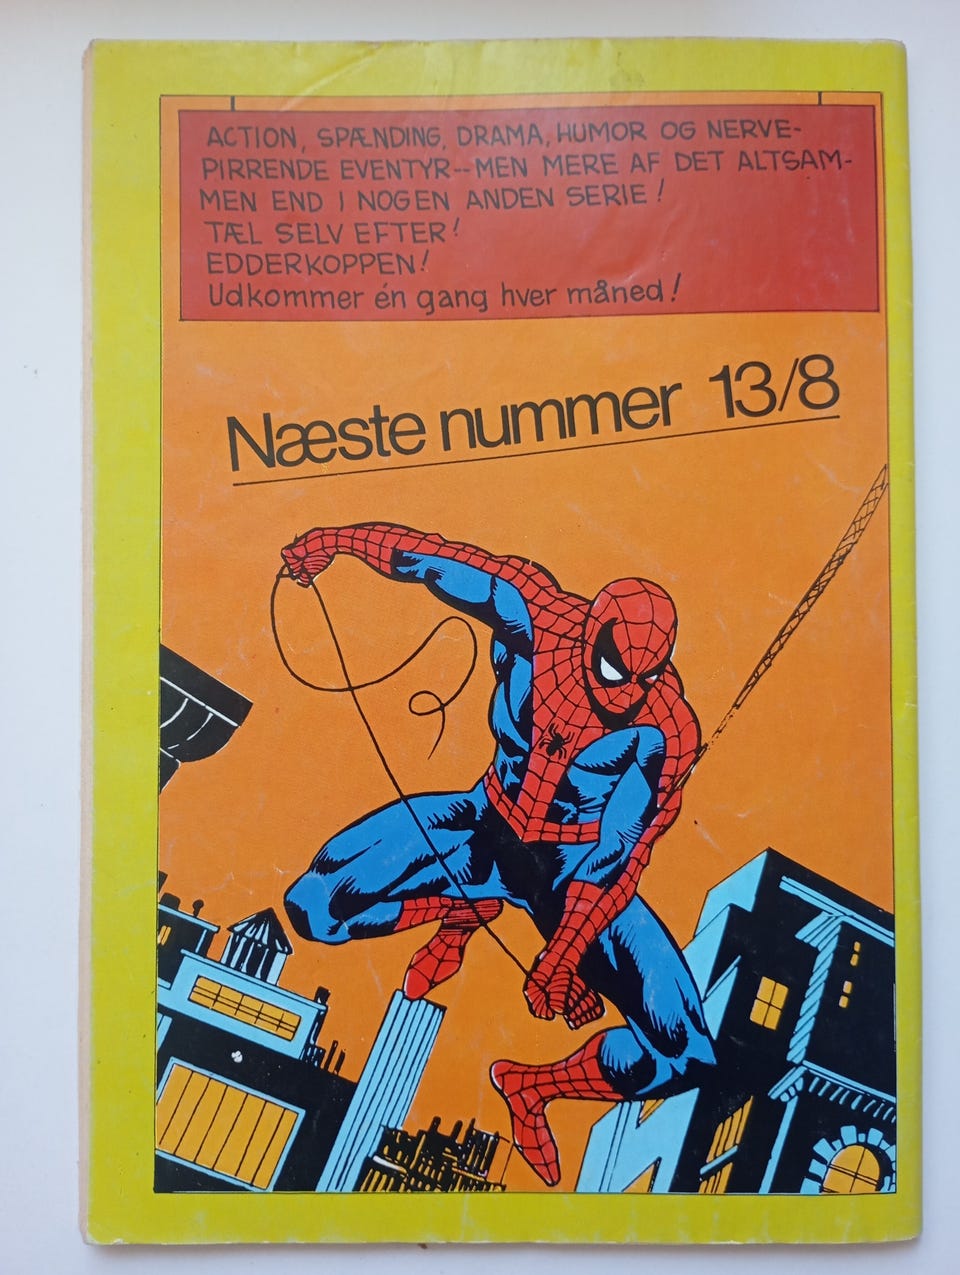 ACTION, SPÆNDING, DRAMA, HUMOR OG NERVE-
PIRRENDE EVENTYR--MEN MERE AF DET ALTSAM-
MEN END I NOGEN ANDEN SERIE!
TÆL SELV EFTER!
EDDERKOPPEN!
Udkommer én gang hver måned!
Næste nummer 13/8